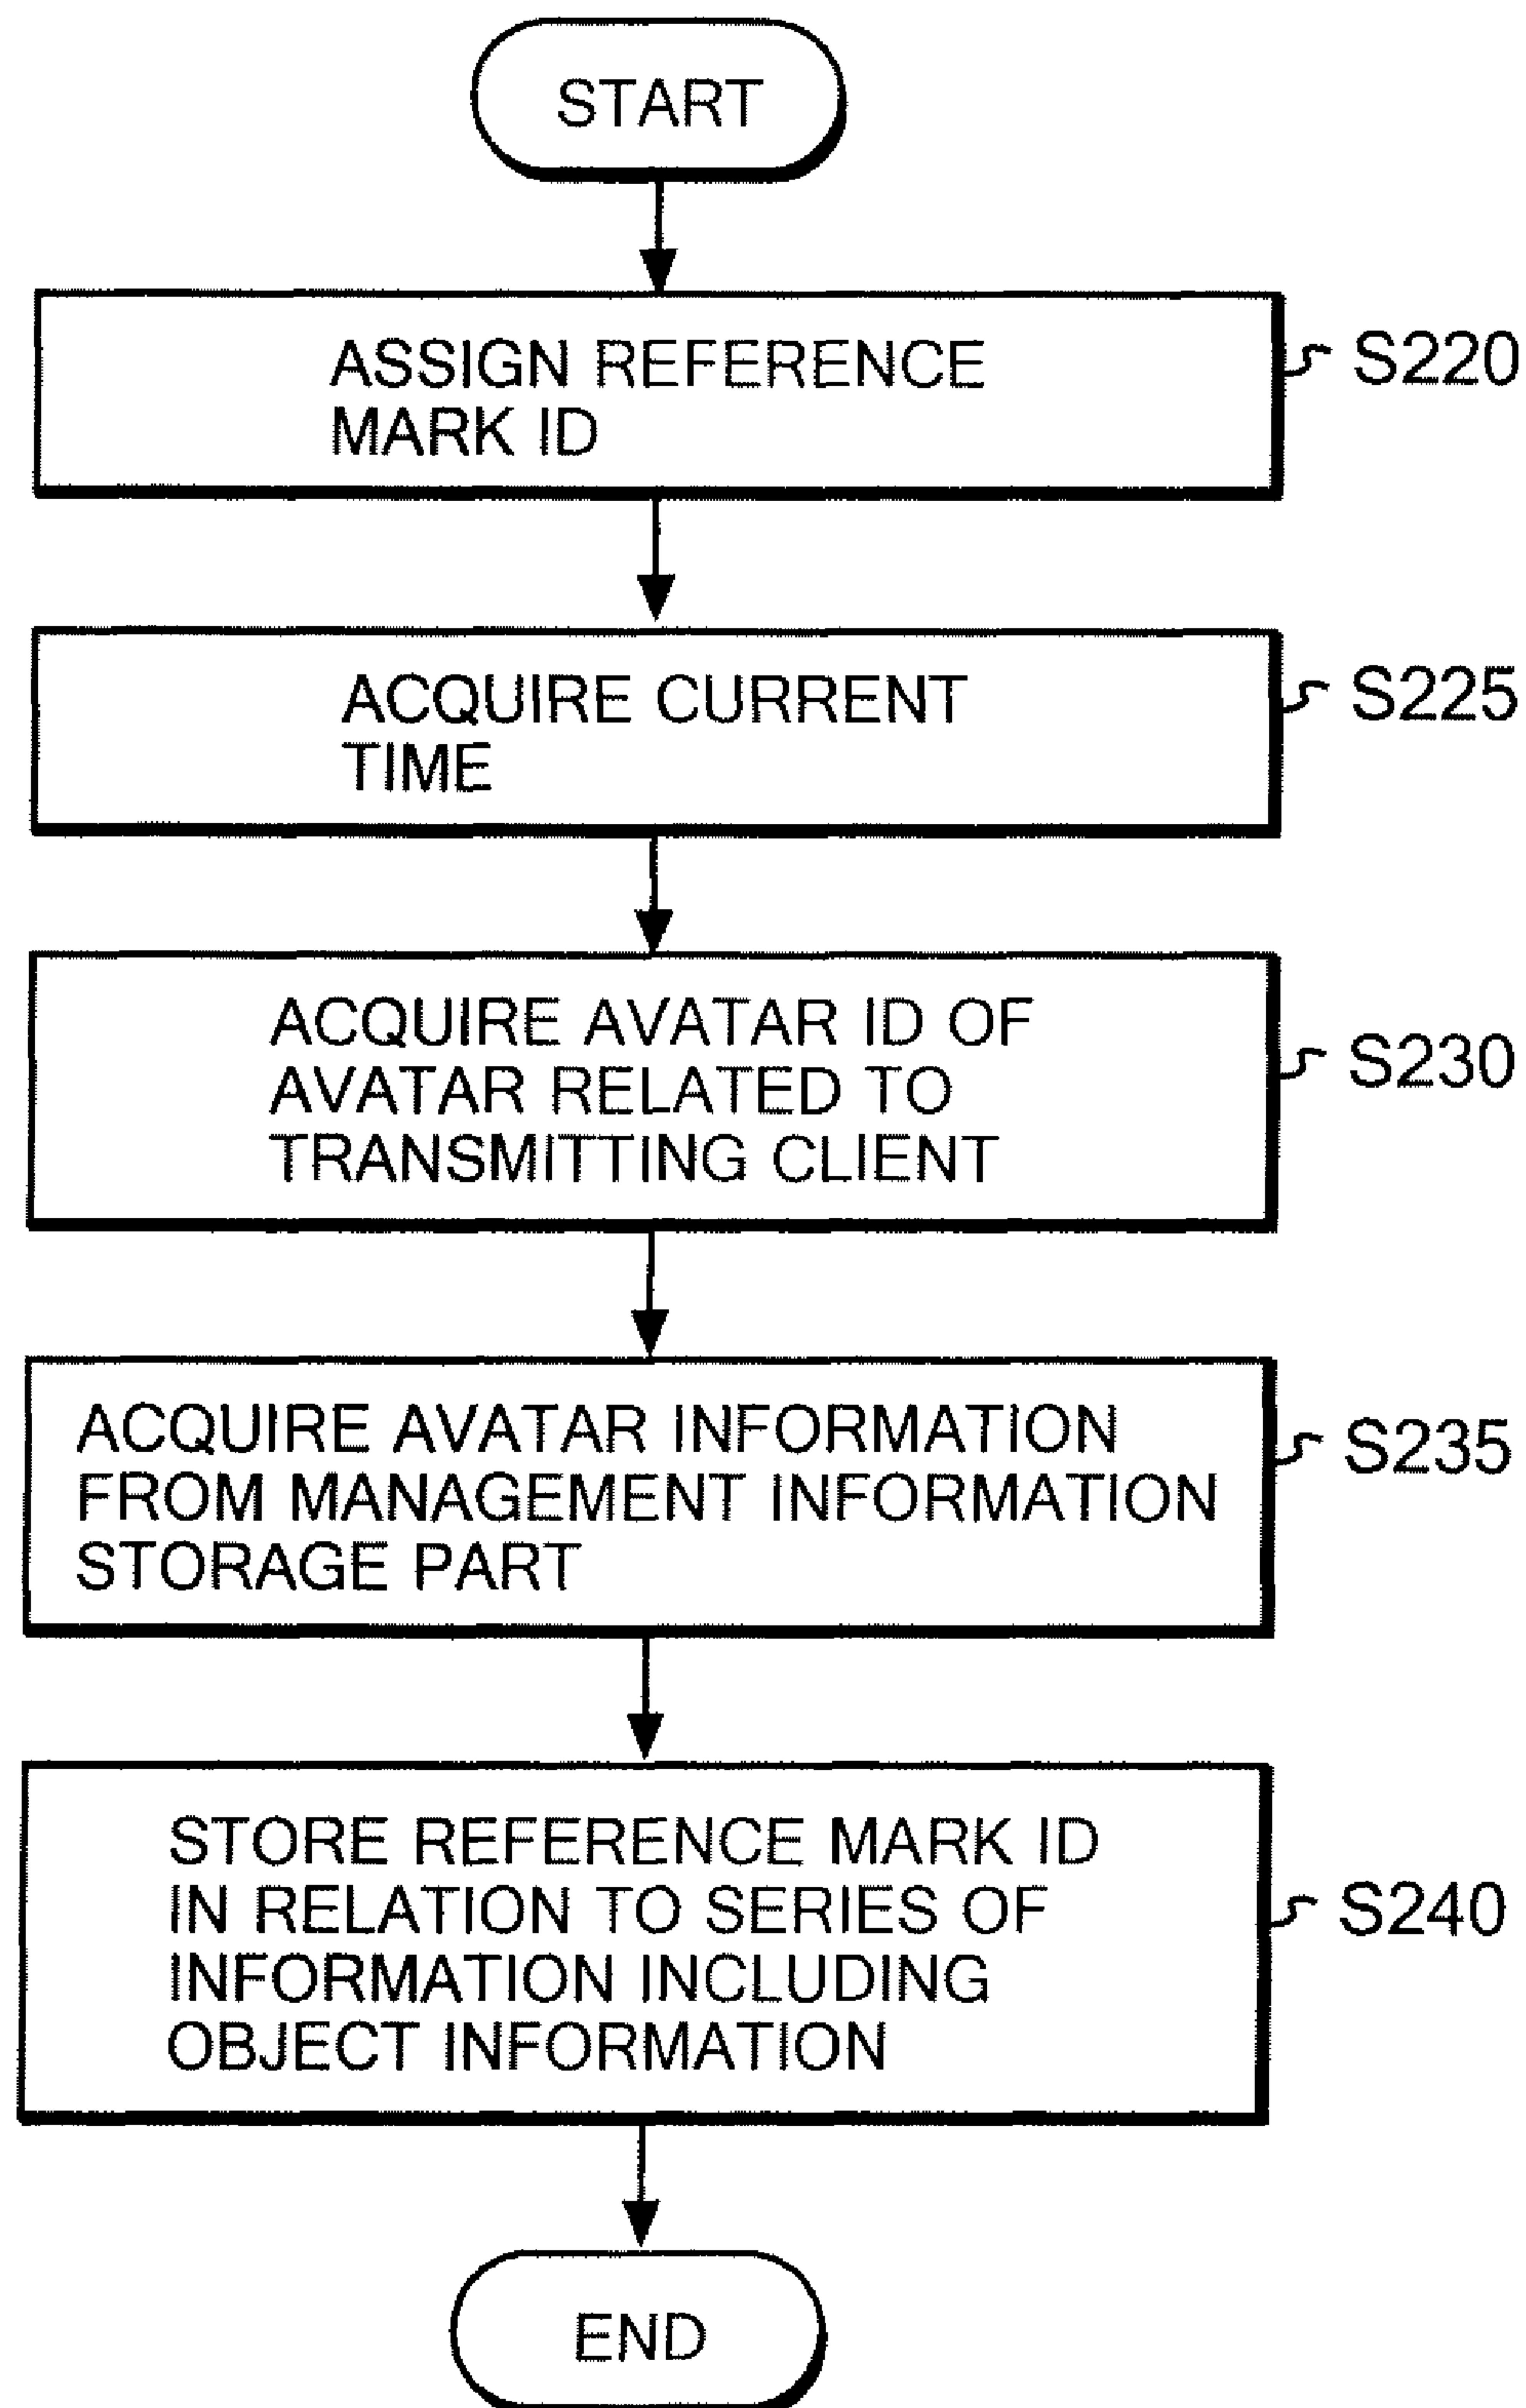 START
ASSIGN REFERENCE
MARK ID
S220
ACQUIRE CURRENT
TIME
S225
ACQUIRE AVATAR ID OF
AVATAR RELATED TO
TRANSMITTING CLIENT
S230
ACQUIRE AVATAR INFORMATION
FROM MANAGEMENT INFORMATION
STORAGE PART
S235
STORE REFERENCE MARK ID
IN RELATION TO SERIES OF
INFORMATION INCLUDING
OBJECT INFORMATION
S240
END